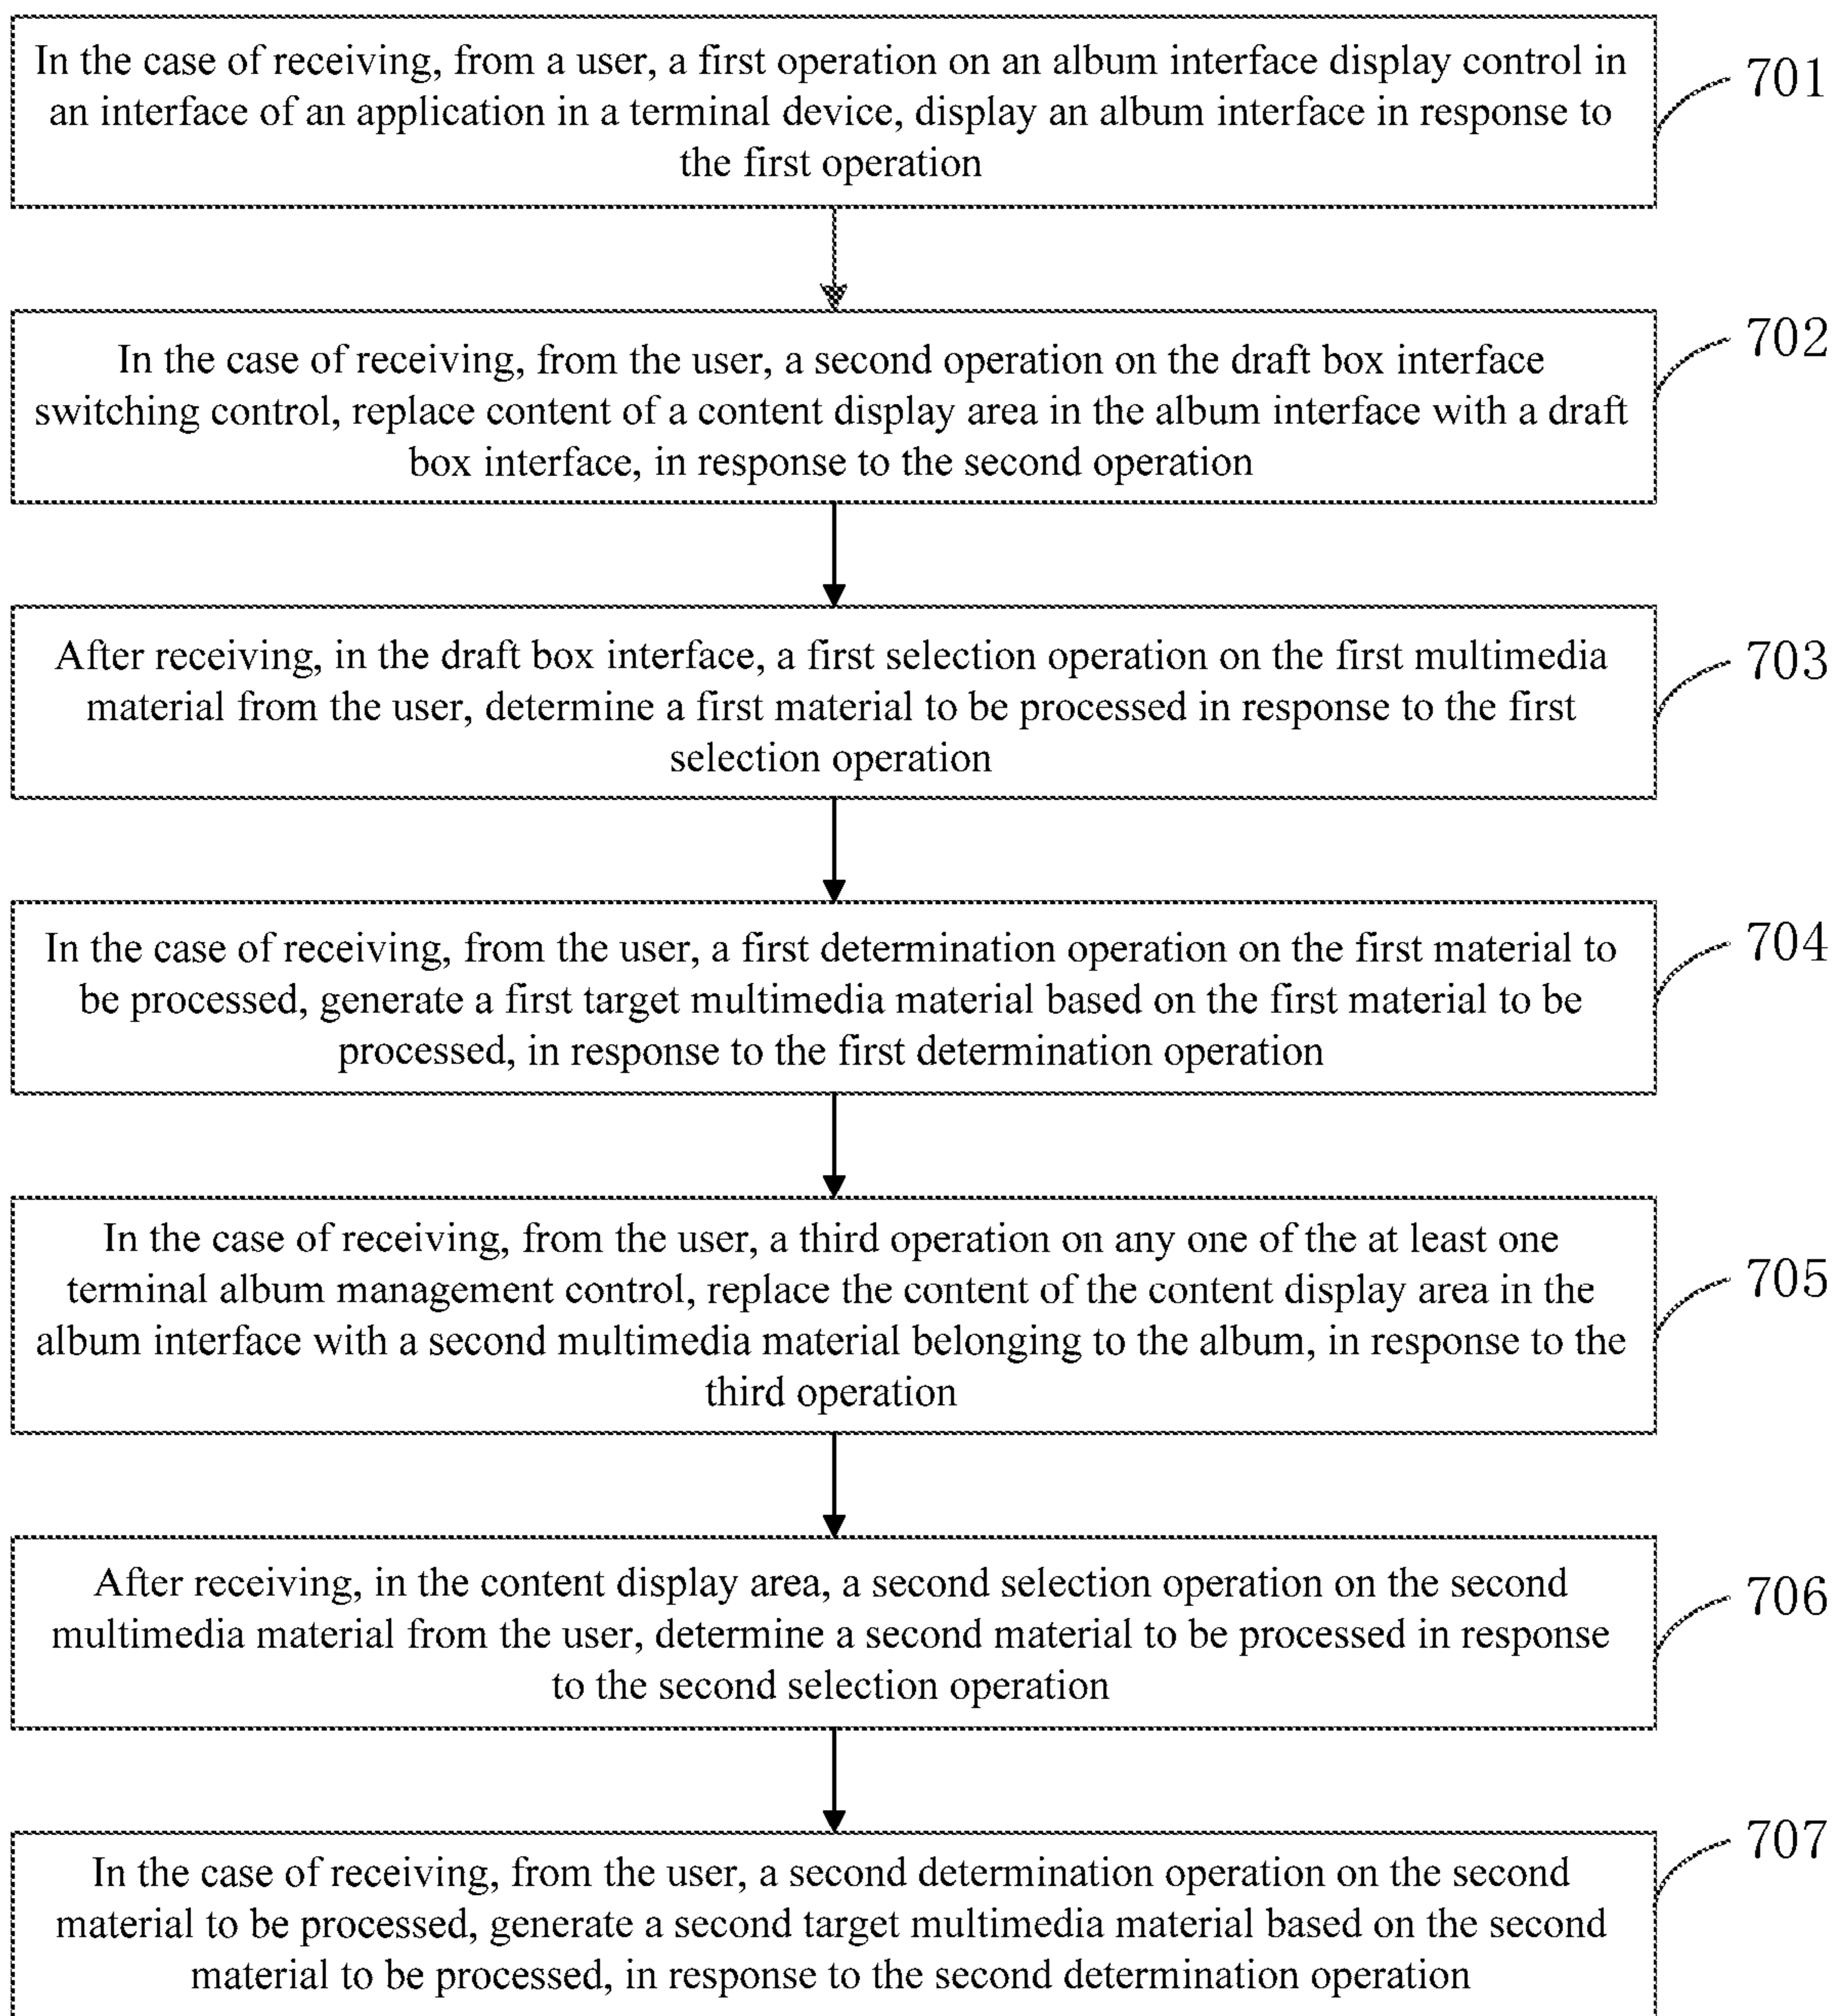 In the case of receiving, from a user, a first operation on an album interface display control in
an interface of an application in a terminal device, display an album interface in response to
the first operation
701
In the case of receiving, from the user, a second operation on the draft box interface
switching control, replace content of a content display area in the album interface with a draft
box interface, in response to the second operation
702
After receiving, in the draft box interface, a first selection operation on the first multimedia
material from the user, determine a first material to be processed in response to the first
selection operation
703
In the case of receiving, from the user, a first determination operation on the first material to
be processed, generate a first target multimedia material based on the first material to be
processed, in response to the first determination operation
704
In the case of receiving, from the user, a third operation on any one of the at least one
terminal album management control, replace the content of the content display area in the
album interface with a second multimedia material belonging to the album, in response to the
third operation
705
After receiving, in the content display area, a second selection operation on the second
multimedia material from the user, determine a second material to be processed in response
to the second selection operation
706
In the case of receiving, from the user, a second determination operation on the second
material to be processed, generate a second target multimedia material based on the second
material to be processed, in response to the second determination operation
707